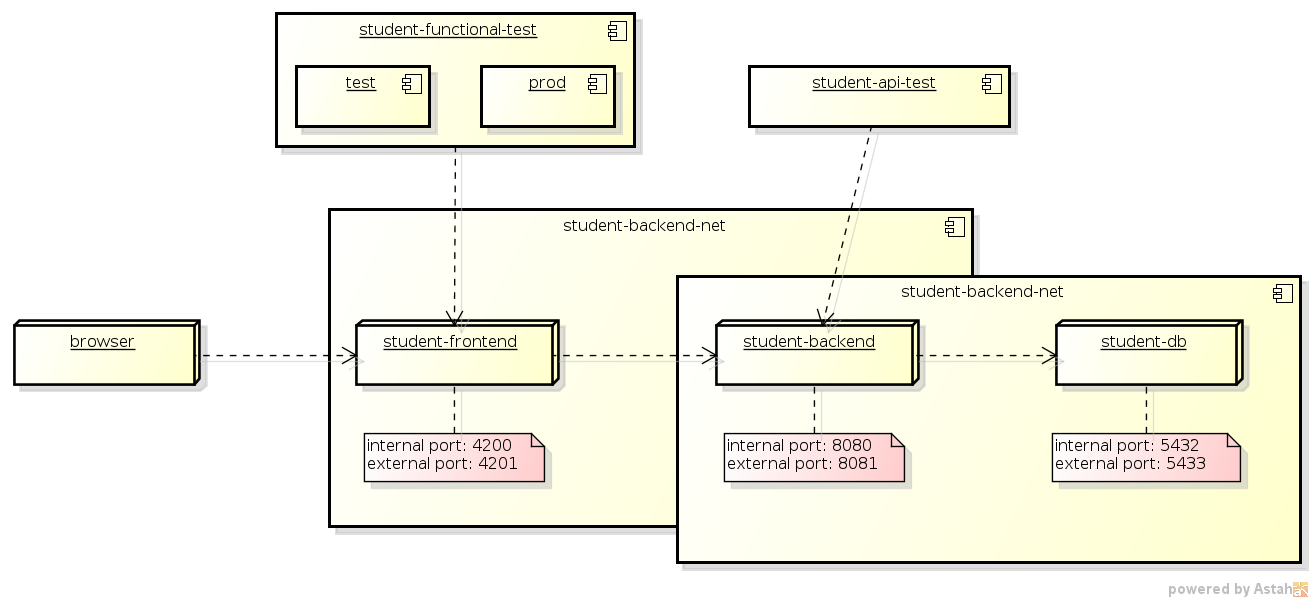 student-functional-test
test
prod
student-api-test
student-backend-net
student-backend-net
browser
student-frontend
student-backend
student-db
internal port: 4200
external port: 4201
internal port: 8080
external port: 8081
internal port: 5432
external port: 5433
powered by Astah